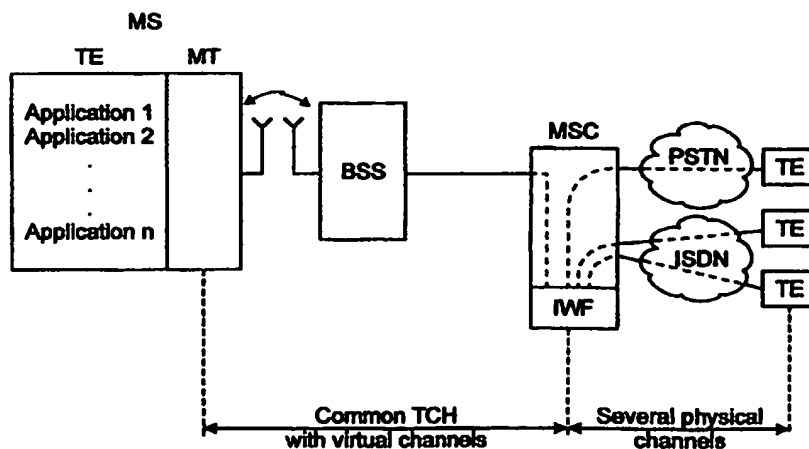 MS
TE MT
Application 1
Application 2
.
.
.
Application n
BSS
MSC
IWF
PSTN
ISDN
TE
TE
TE
Common TCH
with virtual channels
Several physical
channels